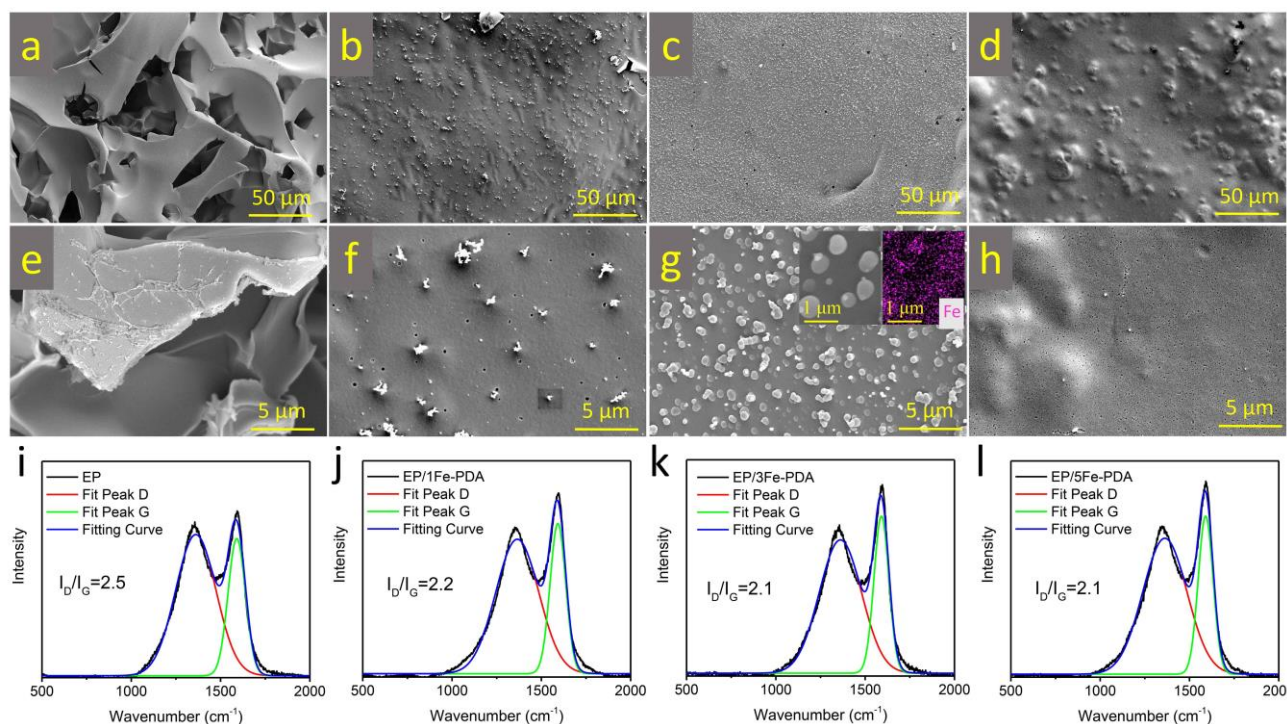 a
50 μm
b
50 μm
c
50 μm
d
50 μm
e
5 μm
f
5 μm
g
1 μm
1 μm
Fe
5 μm
h
5 μm
i
EP
Fit Peak D
Fit Peak G
Fitting Curve
I_D/I_G=2.5
Intensity
500 1000 1500 2000
Wavenumber (cm⁻¹)
j
EP/1Fe-PDA
Fit Peak D
Fit Peak G
Fitting Curve
I_D/I_G=2.2
Intensity
500 1000 1500 2000
Wavenumber (cm⁻¹)
k
EP/3Fe-PDA
Fit Peak D
Fit Peak G
Fitting Curve
I_D/I_G=2.1
Intensity
500 1000 1500 2000
Wavenumber (cm⁻¹)
l
EP/5Fe-PDA
Fit Peak D
Fit Peak G
Fitting Curve
I_D/I_G=2.1
Intensity
500 1000 1500 2000
Wavenumber (cm⁻¹)